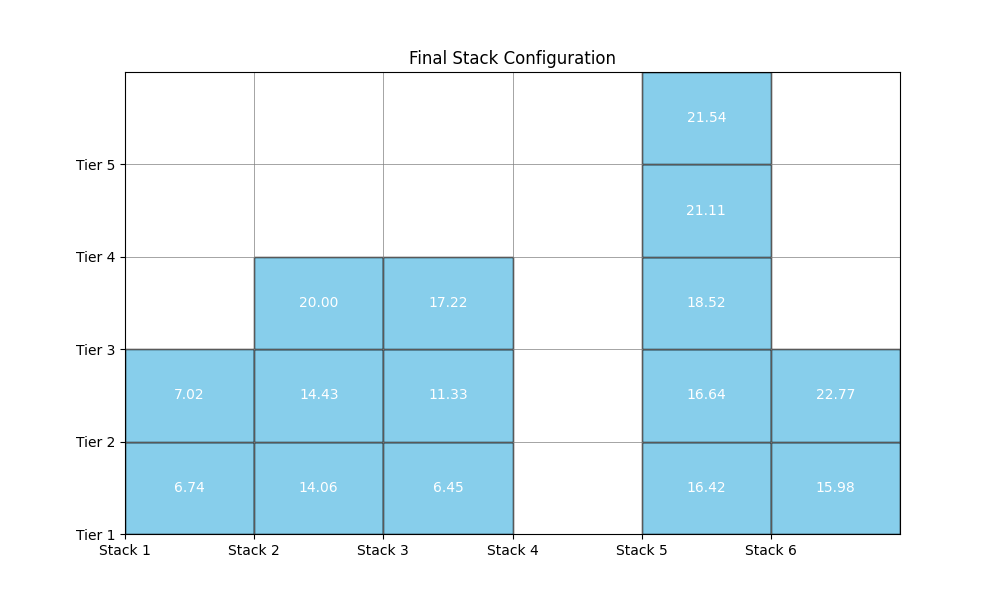 Final Stack Configuration
21.54
Tier 5
21.11
Tier 4
20.00 17.22 18.52
Tier 3
7.02 14.43 11.33 16.64 22.77
Tier 2
6.74 14.06 6.45 16.42 15.98
Tier 1
Stack 1 Stack 2 Stack 3 Stack 4 Stack 5 Stack 6